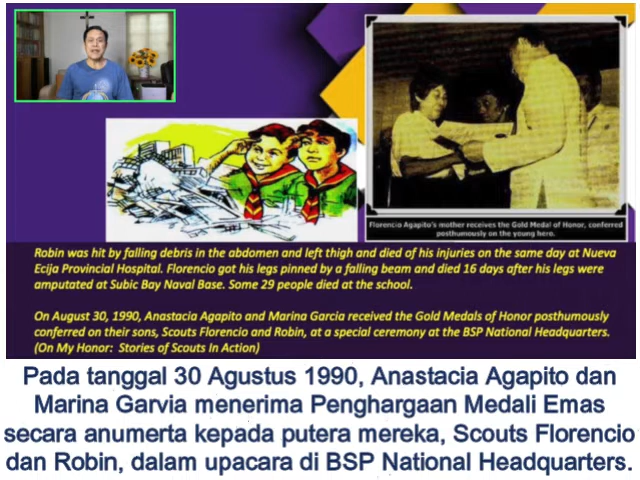 Florencio Agapito's mother receives the Gold Medal of Honor, conferred
posthumously on the young hero.
Robin was hit by falling debris in the abdomen and left thigh and died of his injuries on the same day at Nueva
Ecija Provincial Hospital. Florencio got his legs pinned by a falling beam and died 16 days after his legs were
amputated at Subic Bay Naval Base. Some 29 people died at the school.
On August 30, 1990, Anastacia Agapito and Marina Garcia received the Gold Medals of Honor posthumously
conferred on their sons, Scouts Florencio and Robin, at a special ceremony at the BSP National Headquarters.
(On My Honor: Stories of Scouts In Action)
Pada tanggal 30 Agustus 1990, Anastacia Agapito dan
Marina Garvia menerima Penghargaan Medali Emas
secara anumerta kepada putera mereka, Scouts Florencio
dan Robin, dalam upacara di BSP National Headquarters.